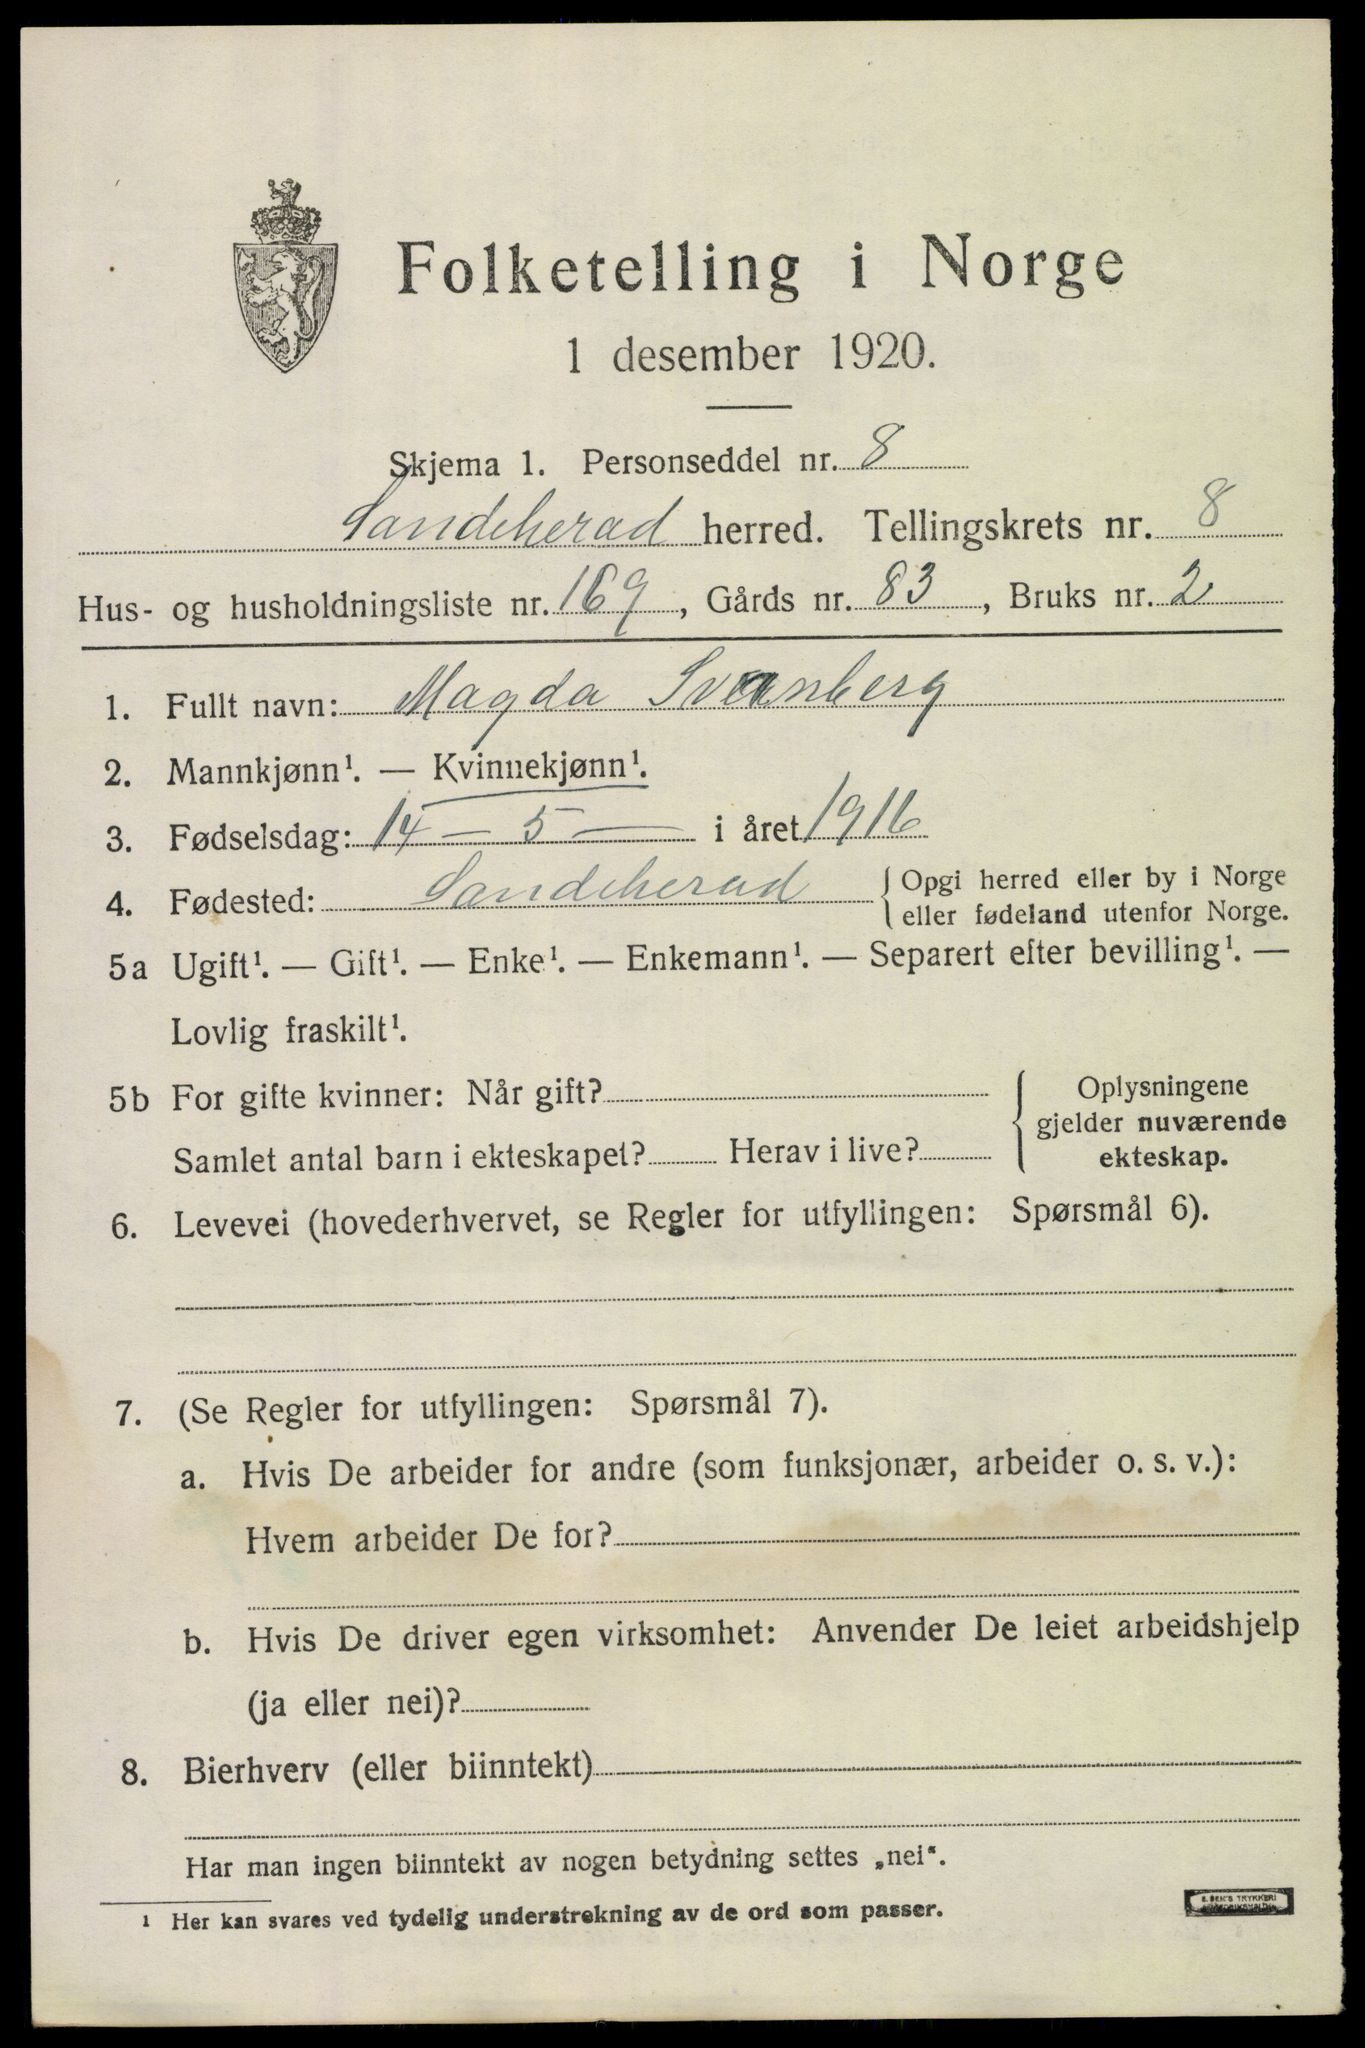 Folketelling i Norge
1 desember 1920.
Skjema 1. Personseddel nr. 8
Sandeherad herred. Tellingskrets nr. 8
Hus- og husholdningsliste nr. 169, Gårds nr. 83, Bruks nr. 2
1. Fullt navn: Magda Svanberg
2. Mannkjønn¹. — Kvinnekjønn¹.
3. Fødselsdag: 14 — 5 — i året 1916
4. Fødested: Sandeherad { Opgi herred eller by i Norge
eller fødeland utenfor Norge.
5a Ugift¹. — Gift¹. — Enke¹. — Enkemann¹. — Separert efter bevilling¹. —
Lovlig fraskilt¹.
5b For gifte kvinner: Når gift? { Oplysningene
gjelder nuværende
Samlet antal barn i ekteskapet? Herav i live? ekteskap.
6. Levevei (hovederhvervet, se Regler for utfyllingen: Spørsmål 6).
7. (Se Regler for utfyllingen: Spørsmål 7).
a. Hvis De arbeider for andre (som funksjonær, arbeider o. s. v.):
Hvem arbeider De for?
b. Hvis De driver egen virksomhet: Anvender De leiet arbeidshjelp
(ja eller nei)?
8. Bierhverv (eller biinntekt)
Har man ingen biinntekt av nogen betydning settes „nei“.
¹ Her kan svares ved tydelig understrekning av de ord som passer.